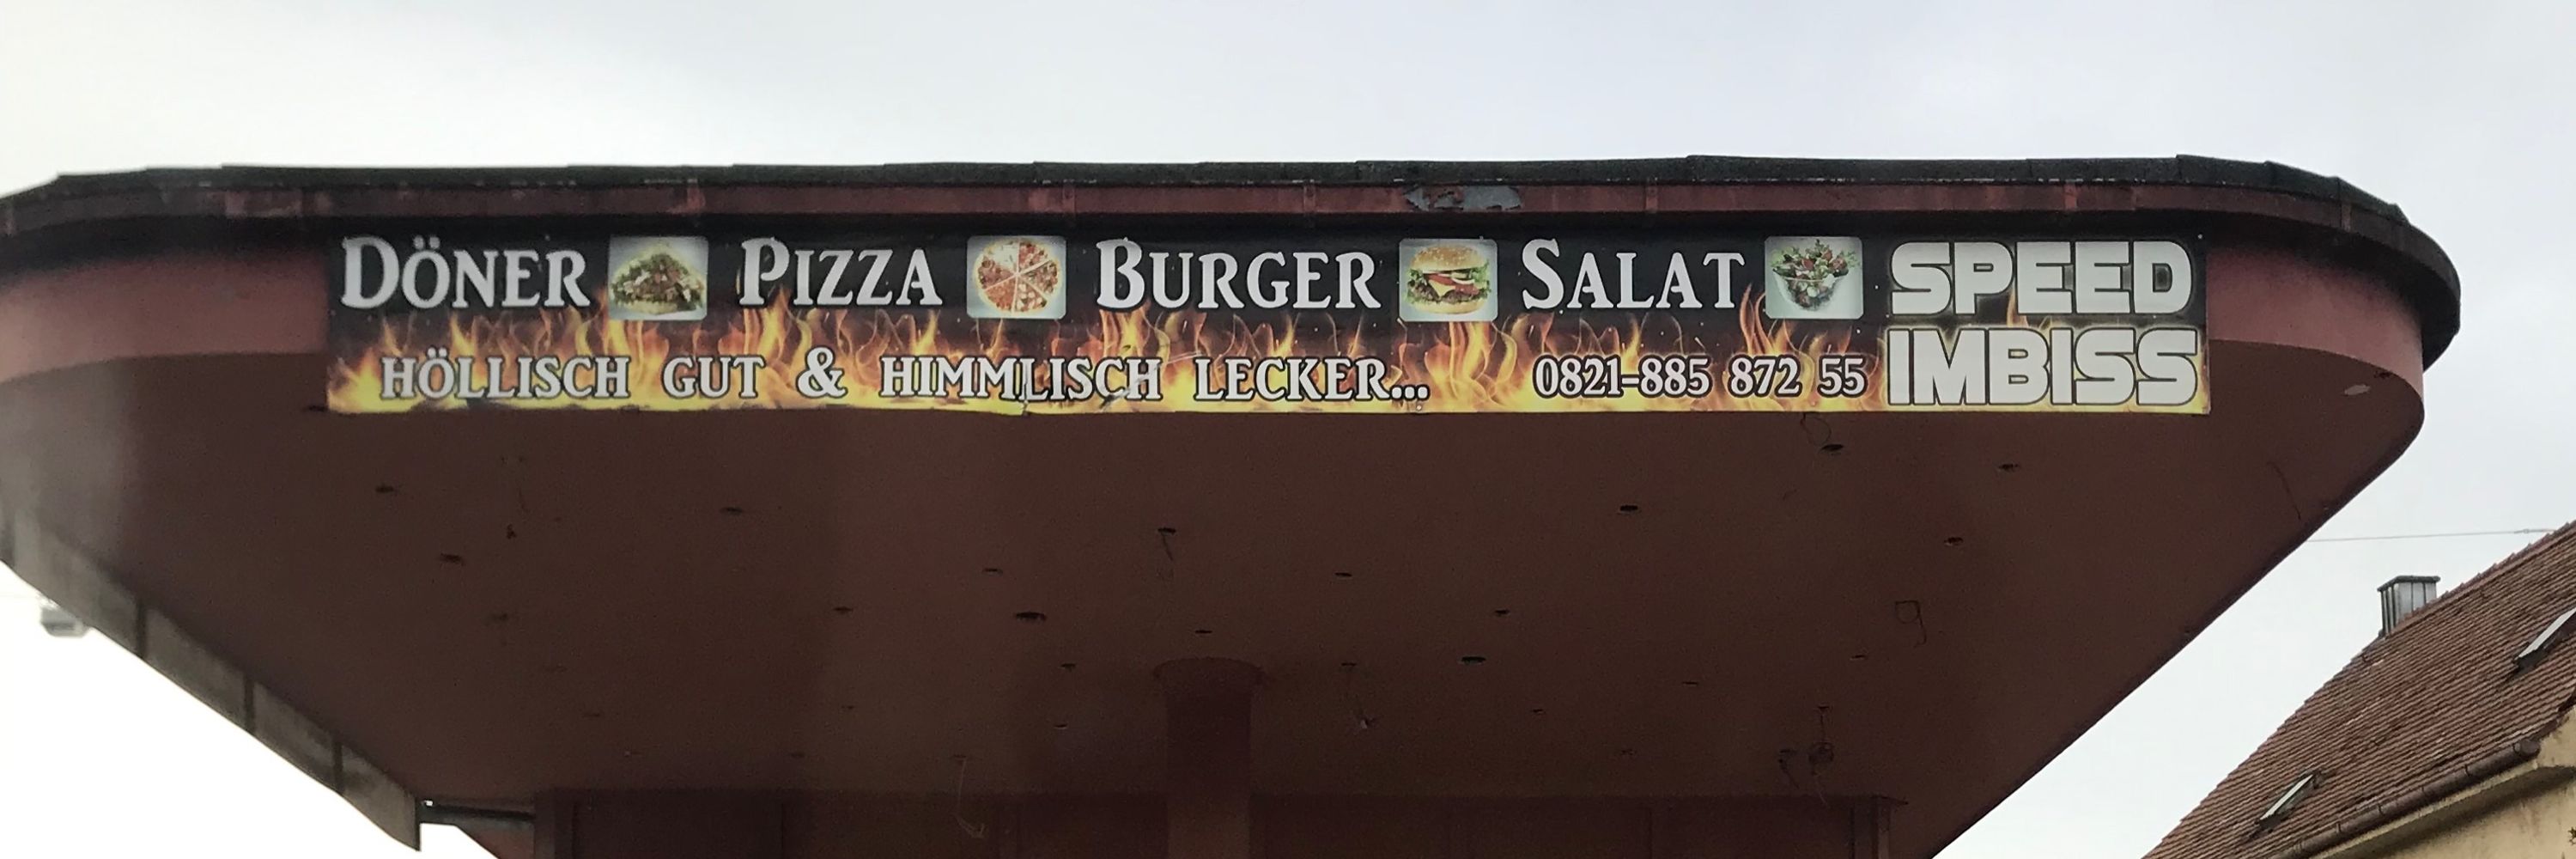 DÖNER PIZZA BURGER SALAT
HÖLLISCH GUT & HIMMLISCH LECKER... 0821-885 872 55
SPEED
IMBISS